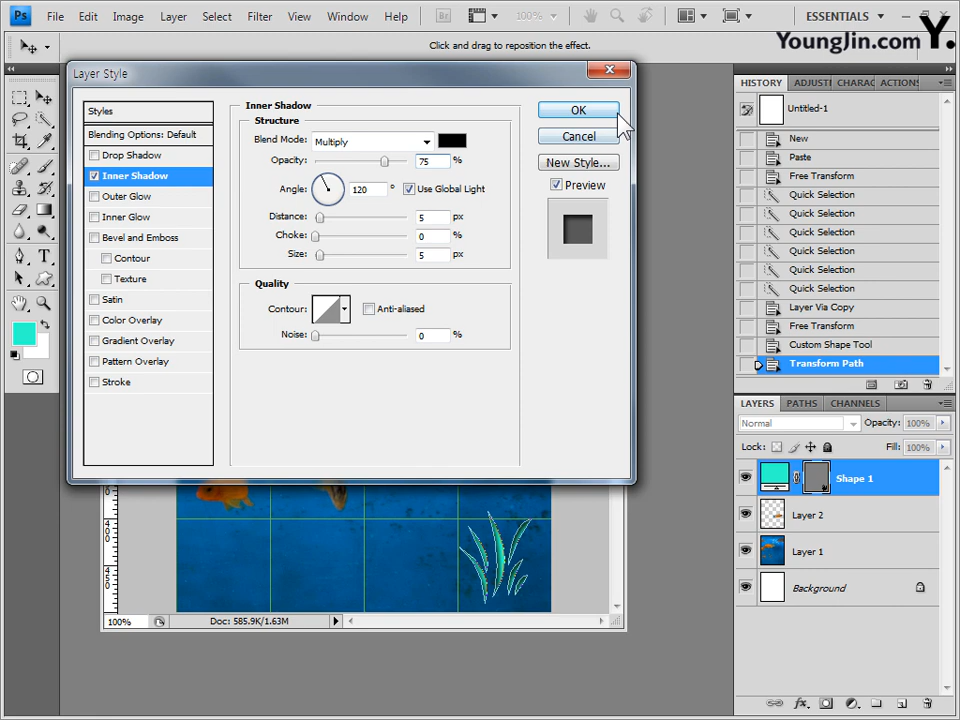 Ps File Edit Image Layer Select Filter View Window Help Br 100% ESSENTIALS
Click and drag to reposition the effect.
YoungJin.com Y.
Layer Style
Styles
Blending Options: Default
Drop Shadow
Inner Shadow
Outer Glow
Inner Glow
Bevel and Emboss
Contour
Texture
Satin
Color Overlay
Gradient Overlay
Pattern Overlay
Stroke
Inner Shadow
Structure
Blend Mode: Multiply
Opacity: 75 %
Angle: 120 ° Use Global Light
Distance: 5 px
Choke: 0 %
Size: 5 px
Quality
Contour: Anti-aliased
Noise: 0 %
OK
Cancel
New Style...
Preview
400
450
100% Doc: 585.9K/1.63M
HISTORY ADJUSTI CHARAC ACTIONS
Untitled-1
New
Paste
Free Transform
Quick Selection
Quick Selection
Quick Selection
Quick Selection
Quick Selection
Quick Selection
Layer Via Copy
Free Transform
Custom Shape Tool
Transform Path
LAYERS PATHS CHANNELS
Normal Opacity: 100%
Lock: Fill: 100%
Shape 1
Layer 2
Layer 1
Background
fx